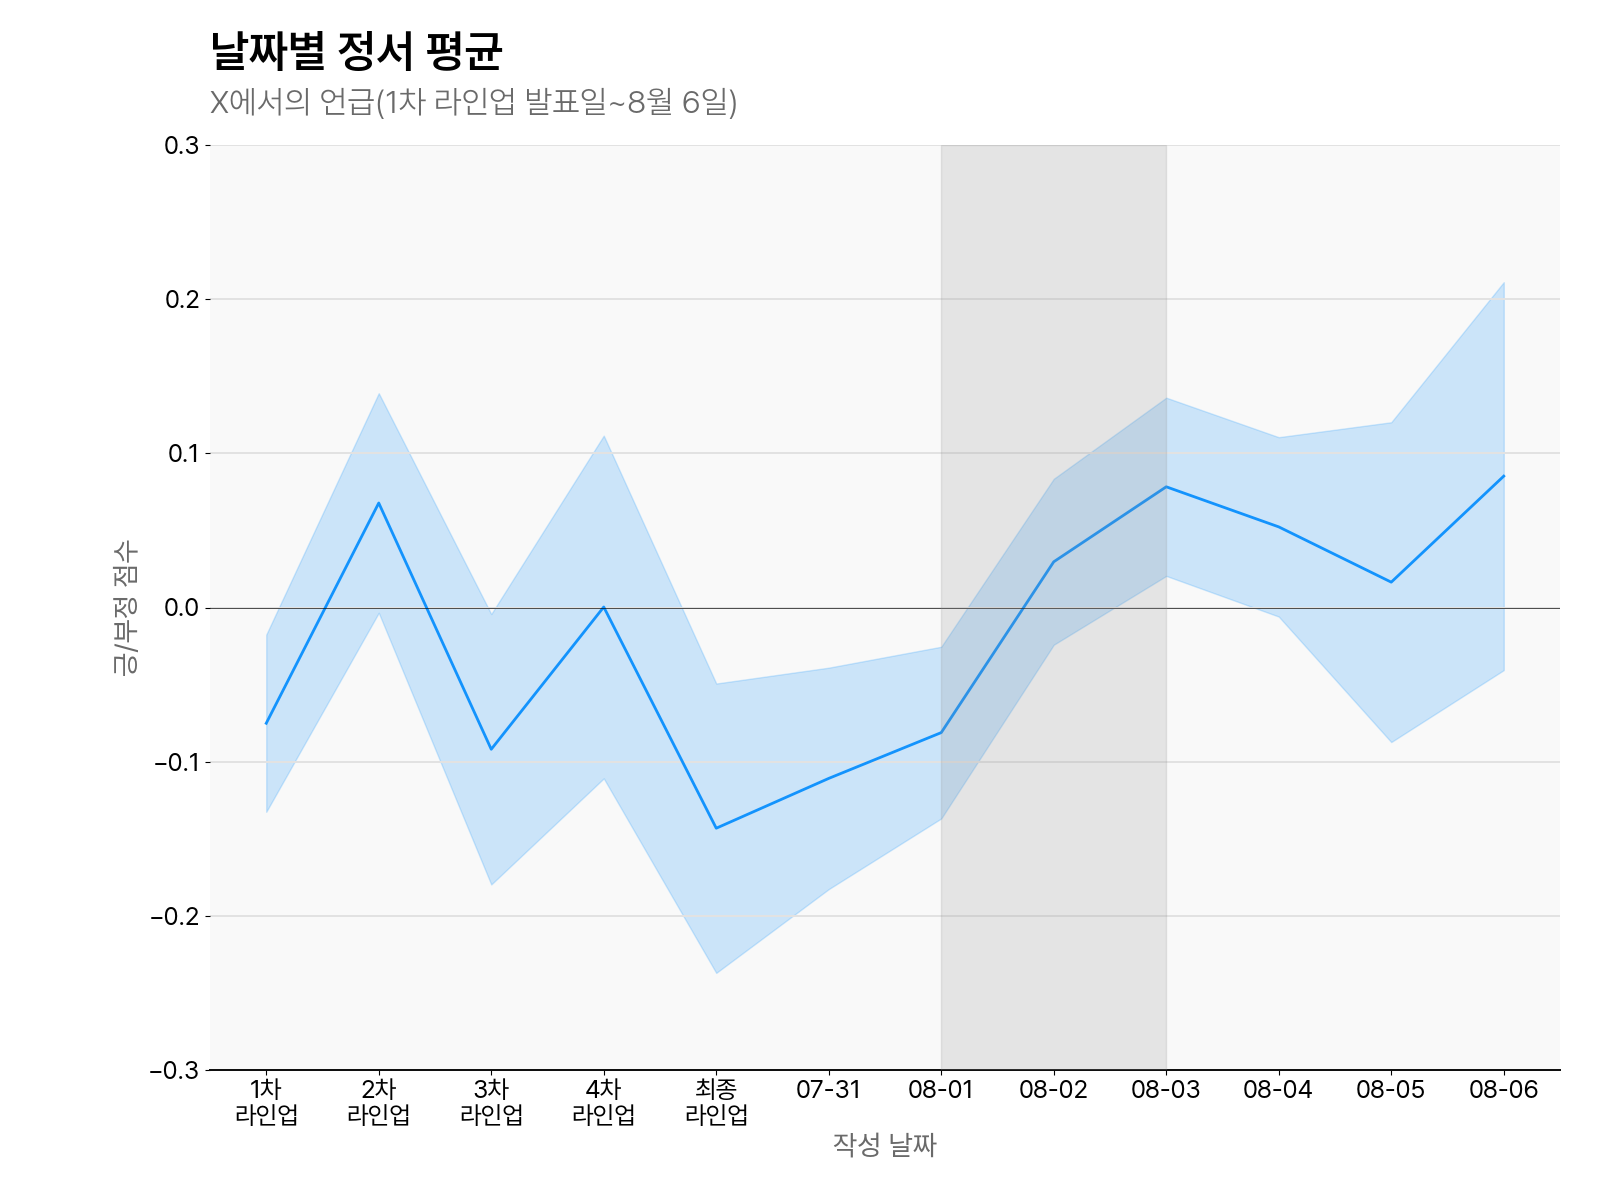 날짜별 정서 평균
X에서의 언급(1차 라인업 발표일~8월 6일)
0.3
0.2
0.1
0.0
−0.1
−0.2
−0.3
긍/부정 점수
1차
라인업
2차
라인업
3차
라인업
4차
라인업
최종
라인업
07-31
08-01
08-02
08-03
08-04
08-05
08-06
작성 날짜